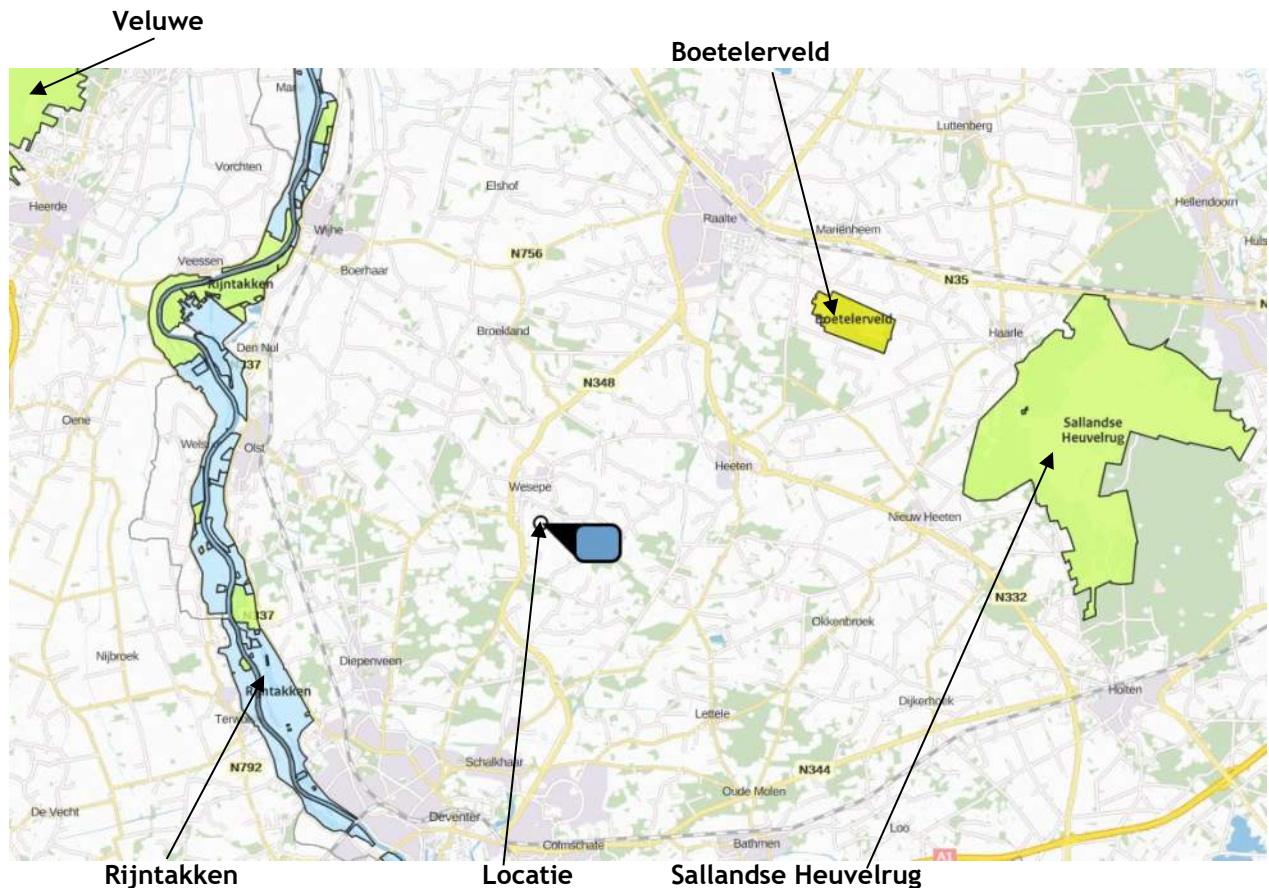 Veluwe
Boetelerveld
Luttenberg
Vorchten
Elshof
Heerde
Hellendoorn
Raalte
Wijhe
Mariënheem
N756
Veessen
Boerhaar
Rijntakken
N35
Boetelerveld
Broekland
Haarle
Den Nul
N348
Oene
Sallandse
Heuvelrug
Olst
Heeten
Wesepe
Nieuw Heeten
N332
Okkenbroek
Nijbroek
Diepenveen
Rijntakken
Holten
Dijkerhoek
Lettele
Schalkhaar
N792
N344
Oude Molen
De Vecht
Deventer
Loo
Colmschate
Bathmen
A1
Rijntakken
Locatie
Sallandse Heuvelrug